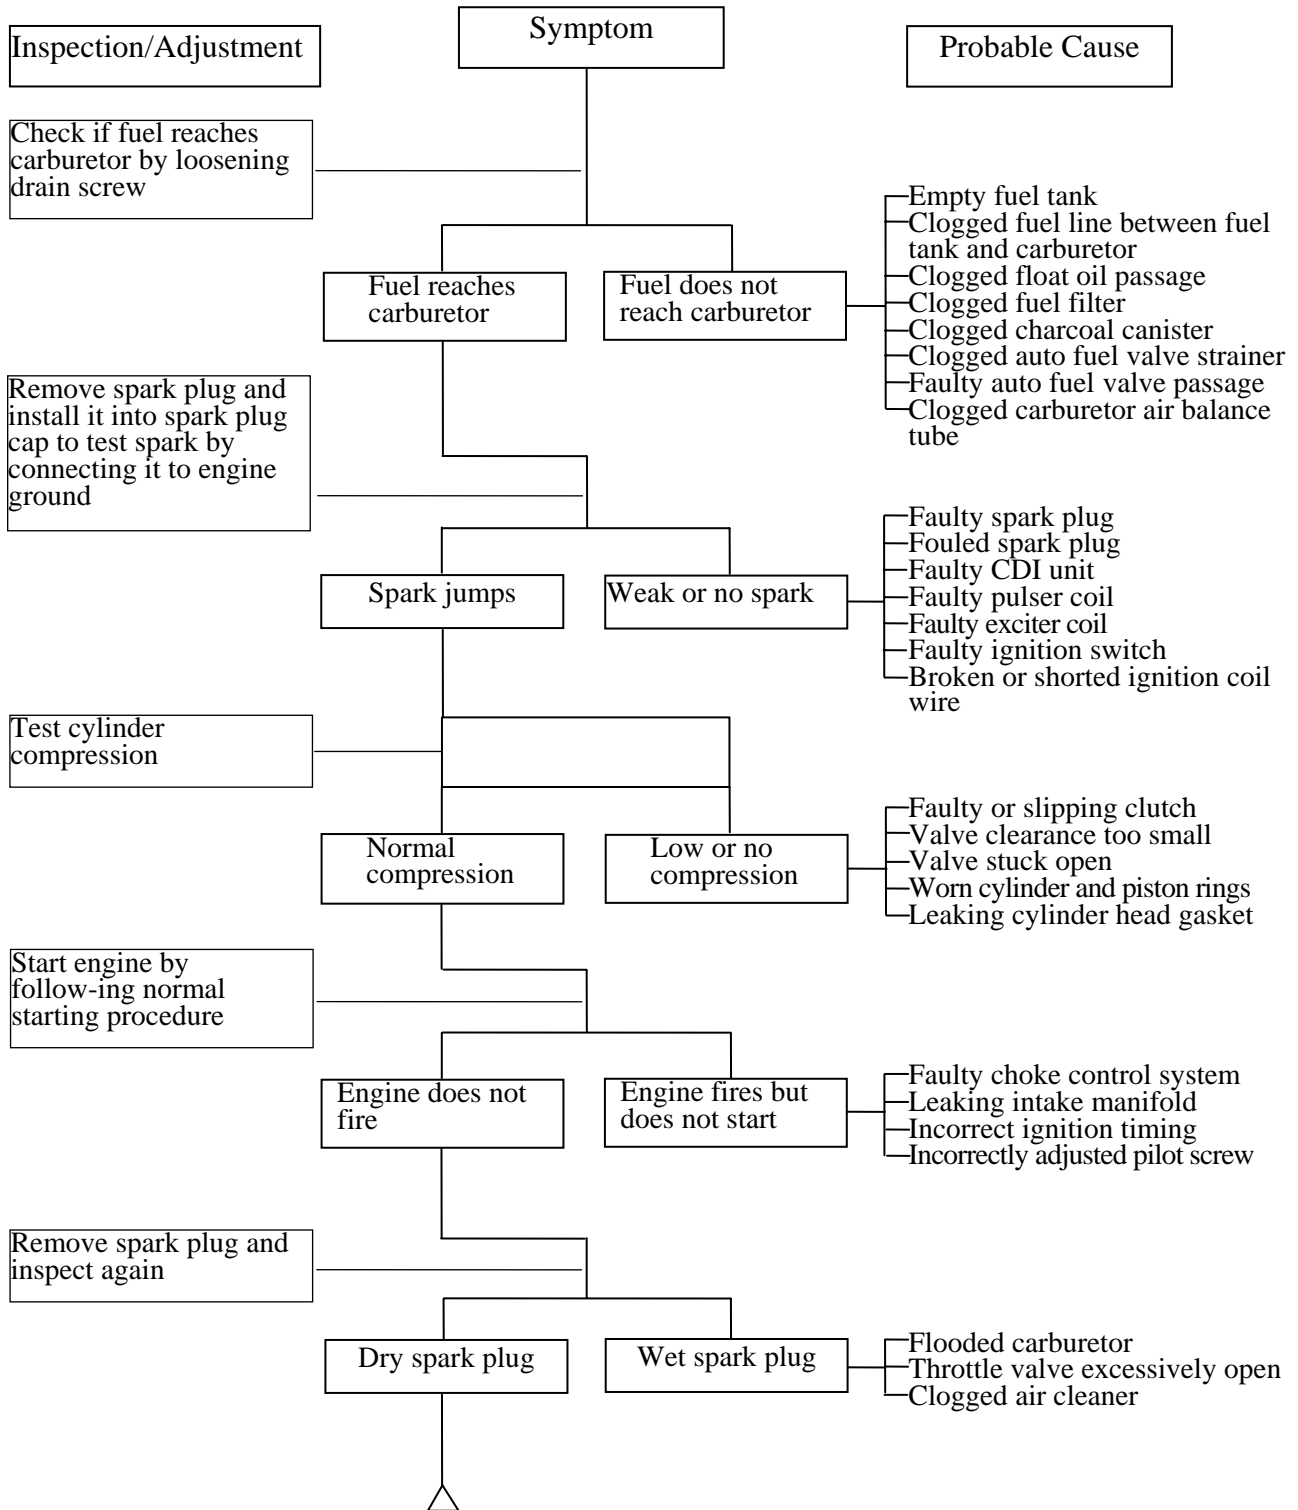 Inspection/Adjustment
Symptom
Probable Cause
Check if fuel reaches
carburetor by loosening
drain screw
Fuel reaches
carburetor
Fuel does not
reach carburetor
Empty fuel tank
Clogged fuel line between fuel
tank and carburetor
Clogged float oil passage
Clogged fuel filter
Clogged charcoal canister
Clogged auto fuel valve strainer
Faulty auto fuel valve passage
Clogged carburetor air balance
tube
Remove spark plug and
install it into spark plug
cap to test spark by
connecting it to engine
ground
Spark jumps
Weak or no spark
Faulty spark plug
Fouled spark plug
Faulty CDI unit
Faulty pulser coil
Faulty exciter coil
Faulty ignition switch
Broken or shorted ignition coil
wire
Test cylinder
compression
Normal
compression
Low or no
compression
Faulty or slipping clutch
Valve clearance too small
Valve stuck open
Worn cylinder and piston rings
Leaking cylinder head gasket
Start engine by
follow-ing normal
starting procedure
Engine does not
fire
Engine fires but
does not start
Faulty choke control system
Leaking intake manifold
Incorrect ignition timing
Incorrectly adjusted pilot screw
Remove spark plug and
inspect again
Dry spark plug
Wet spark plug
Flooded carburetor
Throttle valve excessively open
Clogged air cleaner